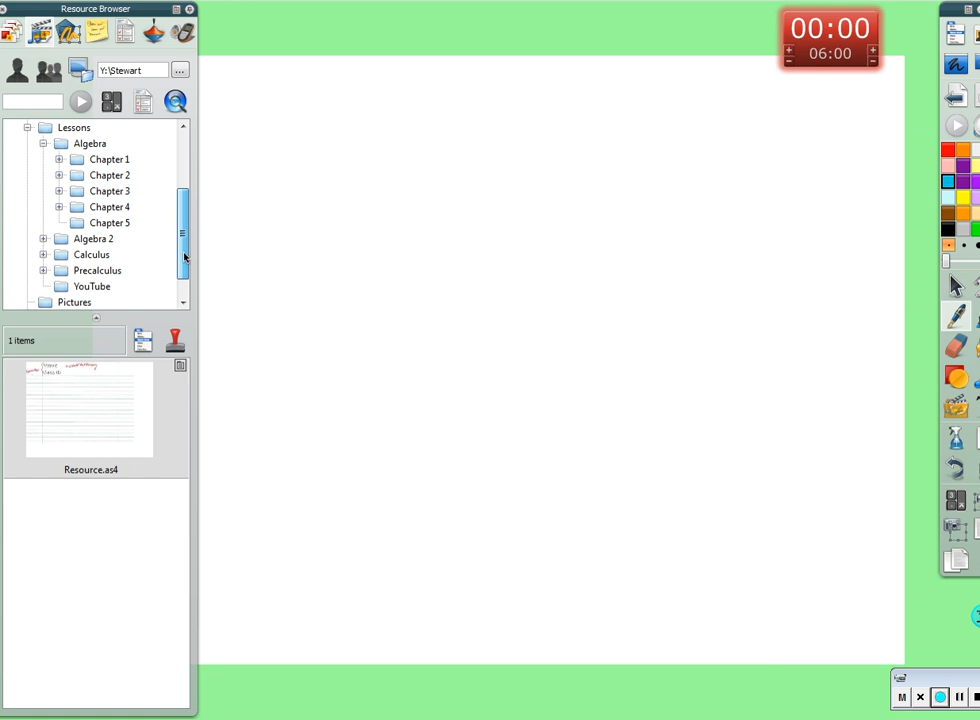 Resource Browser
00:00
06:00
Y:\Stewart
...
Lessons
Algebra
Chapter 1
Chapter 2
Chapter 3
Chapter 4
Chapter 5
Algebra 2
Calculus
Precalculus
YouTube
Pictures
1 items
Resource.as4
M